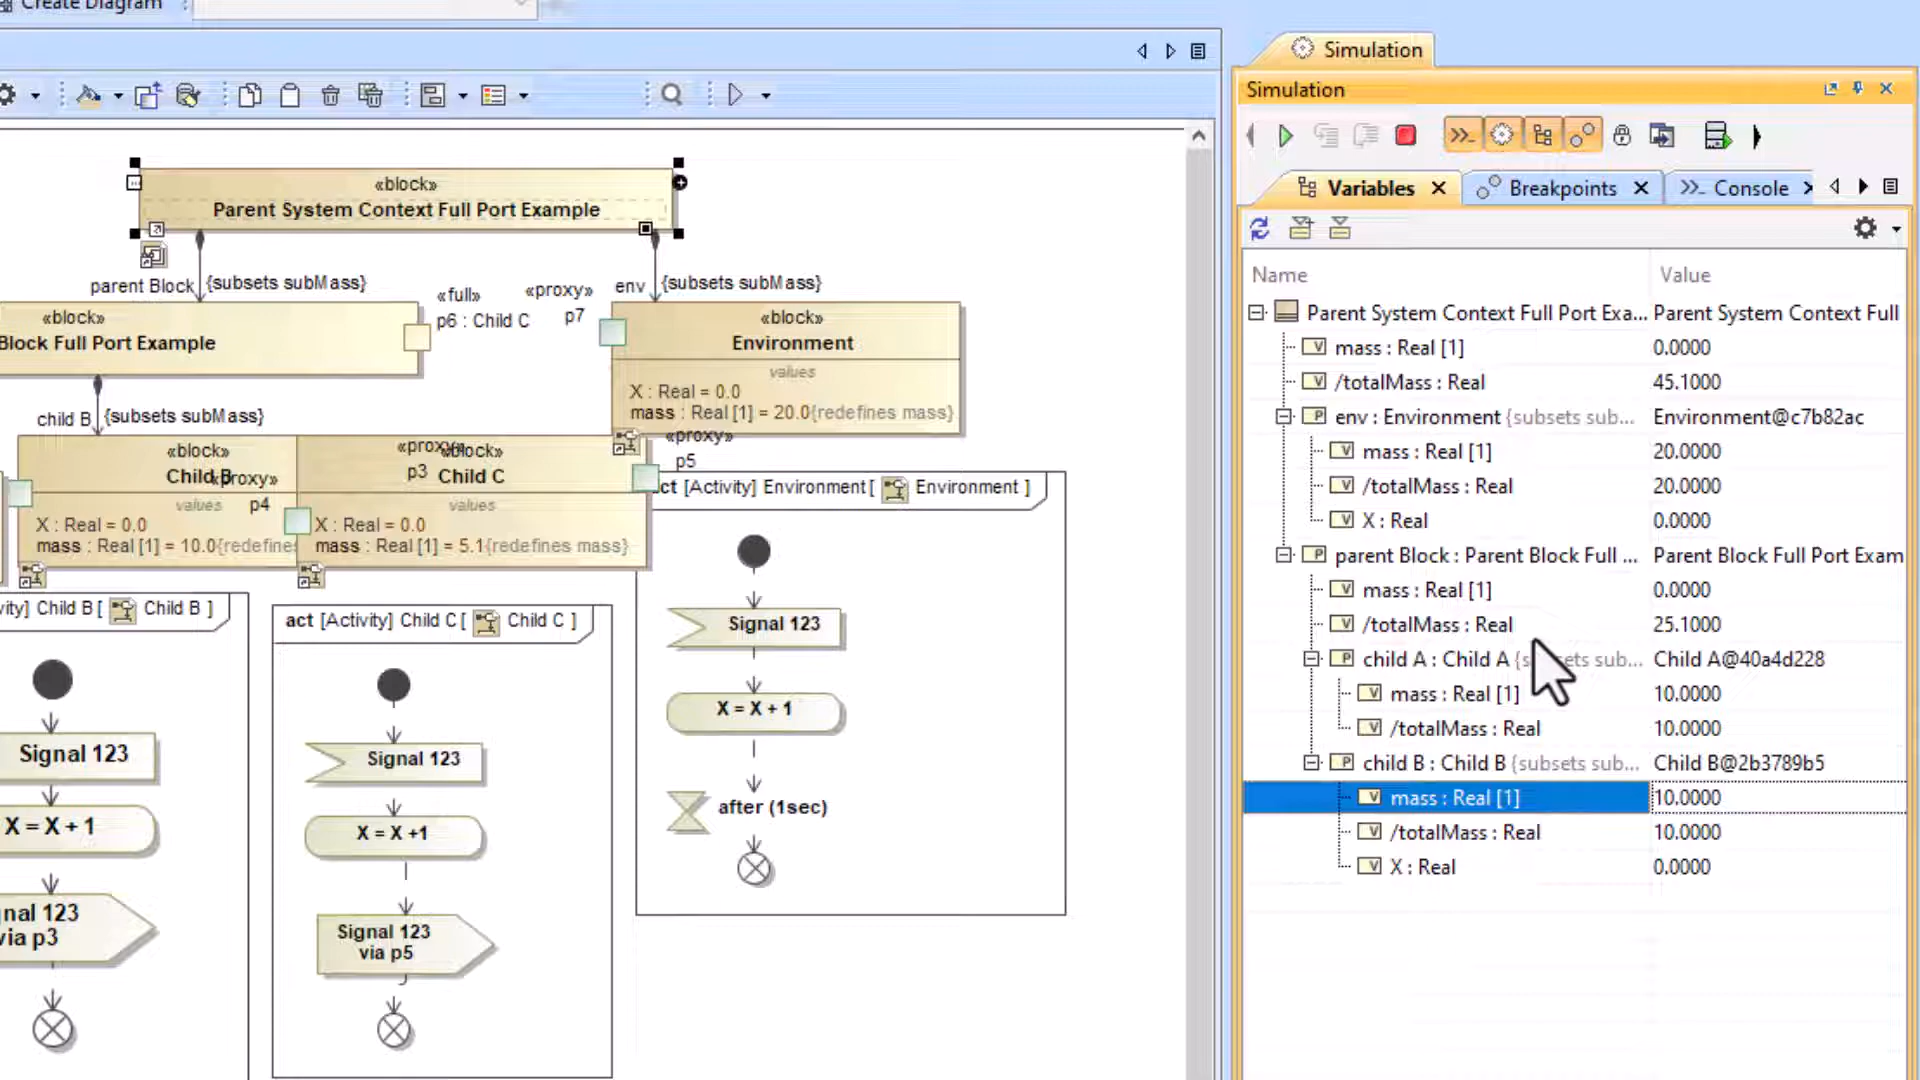 Create Diagram
«block»
Parent System Context Full Port Example
parent Block
{subsets subMass}
env
{subsets subMass}
«full»
p6 : Child C
«proxy»
p7
«block»
Block Full Port Example
«block»
Environment
values
X : Real = 0.0
mass : Real [1] = 20.0{redefines mass}
child B
{subsets subMass}
«block»
Child B
«proxy»
p4
values
X : Real = 0.0
mass : Real [1] = 10.0{redefines
«proxy»
p3
«block»
Child C
values
X : Real = 0.0
mass : Real [1] = 5.1{redefines mass}
«proxy»
p5
[Activity] Environment[ Environment ]
Signal 123
X = X + 1
after (1sec)
Child B [ Child B ]
Signal 123
X = X + 1
nal 123
via p3
act [Activity] Child C [ Child C ]
Signal 123
X = X +1
Signal 123
via p5
Simulation
Simulation
Variables
Breakpoints
Console
Name Value
Parent System Context Full Port Exa... Parent System Context Full
mass : Real [1] 0.0000
/totalMass : Real 45.1000
env : Environment {subsets sub... Environment@c7b82ac
mass : Real [1] 20.0000
/totalMass : Real 20.0000
X : Real 0.0000
parent Block : Parent Block Full ... Parent Block Full Port Exam
mass : Real [1] 0.0000
/totalMass : Real 25.1000
child A : Child A {subsets sub... Child A@40a4d228
mass : Real [1] 10.0000
/totalMass : Real 10.0000
child B : Child B {subsets sub... Child B@2b3789b5
mass : Real [1] 10.0000
/totalMass : Real 10.0000
X : Real 0.0000